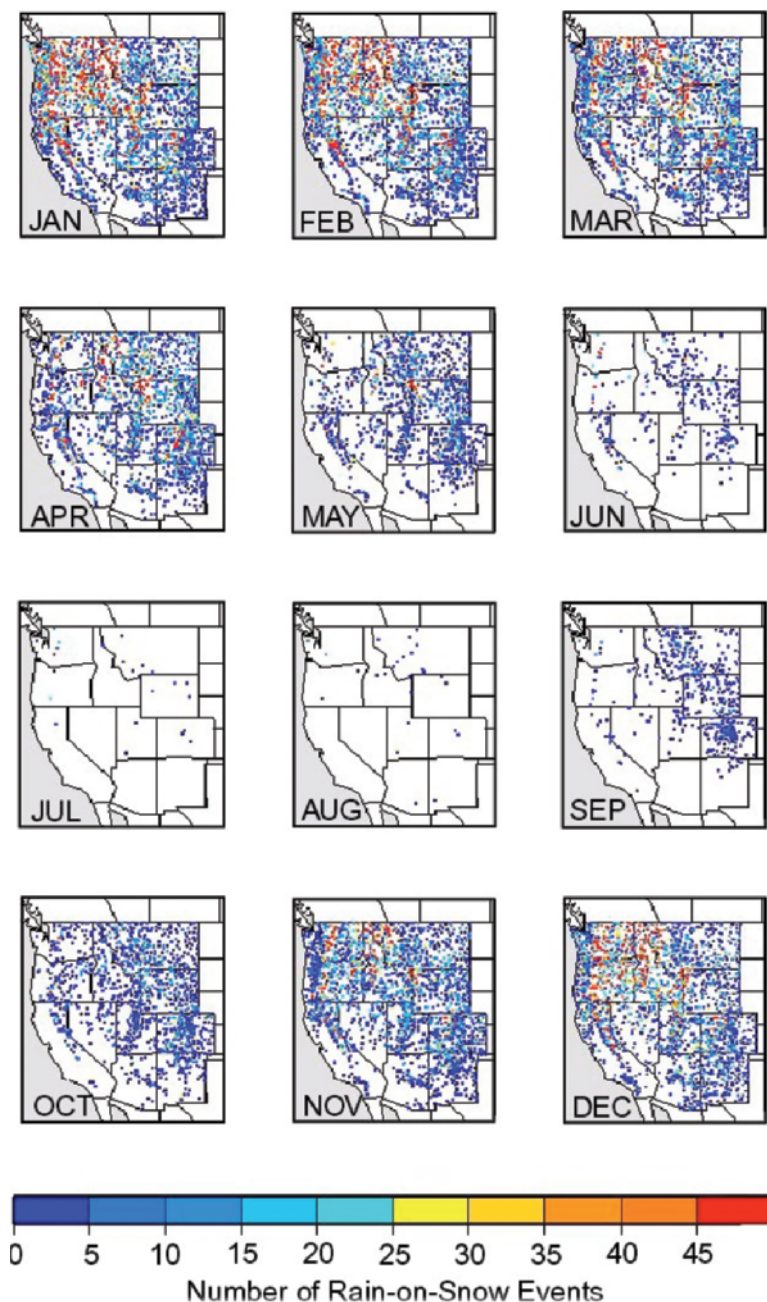 JAN FEB MAR
APR MAY JUN
JUL AUG SEP
OCT NOV DEC
0 5 10 15 20 25 30 35 40 45
Number of Rain-on-Snow Events